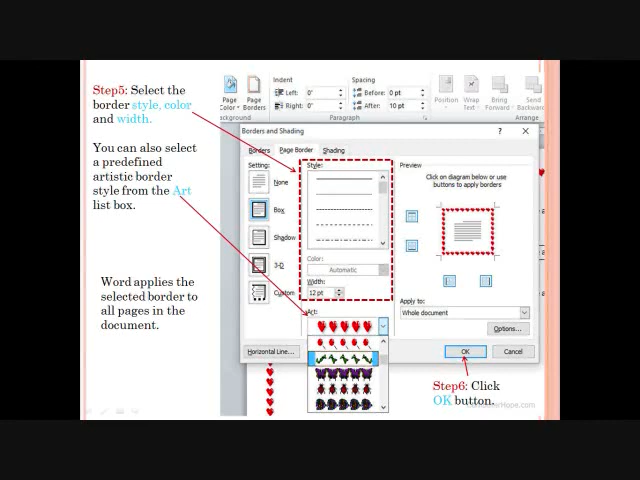 Step5: Select the
border style, color
and width.
You can also select
a predefined
artistic border
style from the Art
list box.
Word applies the
selected border to
all pages in the
document.
Page
Color
Page
Borders
Indent
Left: 0"
Right: 0"
Spacing
Before: 0 pt
After: 10 pt
Position
Wrap
Text
Bring
Forward
Send
Backward
Paragraph
Arrange
Borders and Shading
Borders Page Border Shading
Setting:
None
Box
Shadow
3-D
Custom
Style:
Color:
Automatic
Width:
12 pt
Art:
Preview
Click on diagram below or use
buttons to apply borders
Apply to:
Whole document
Options...
Horizontal Line...
OK
Cancel
Step6: Click
OK button.